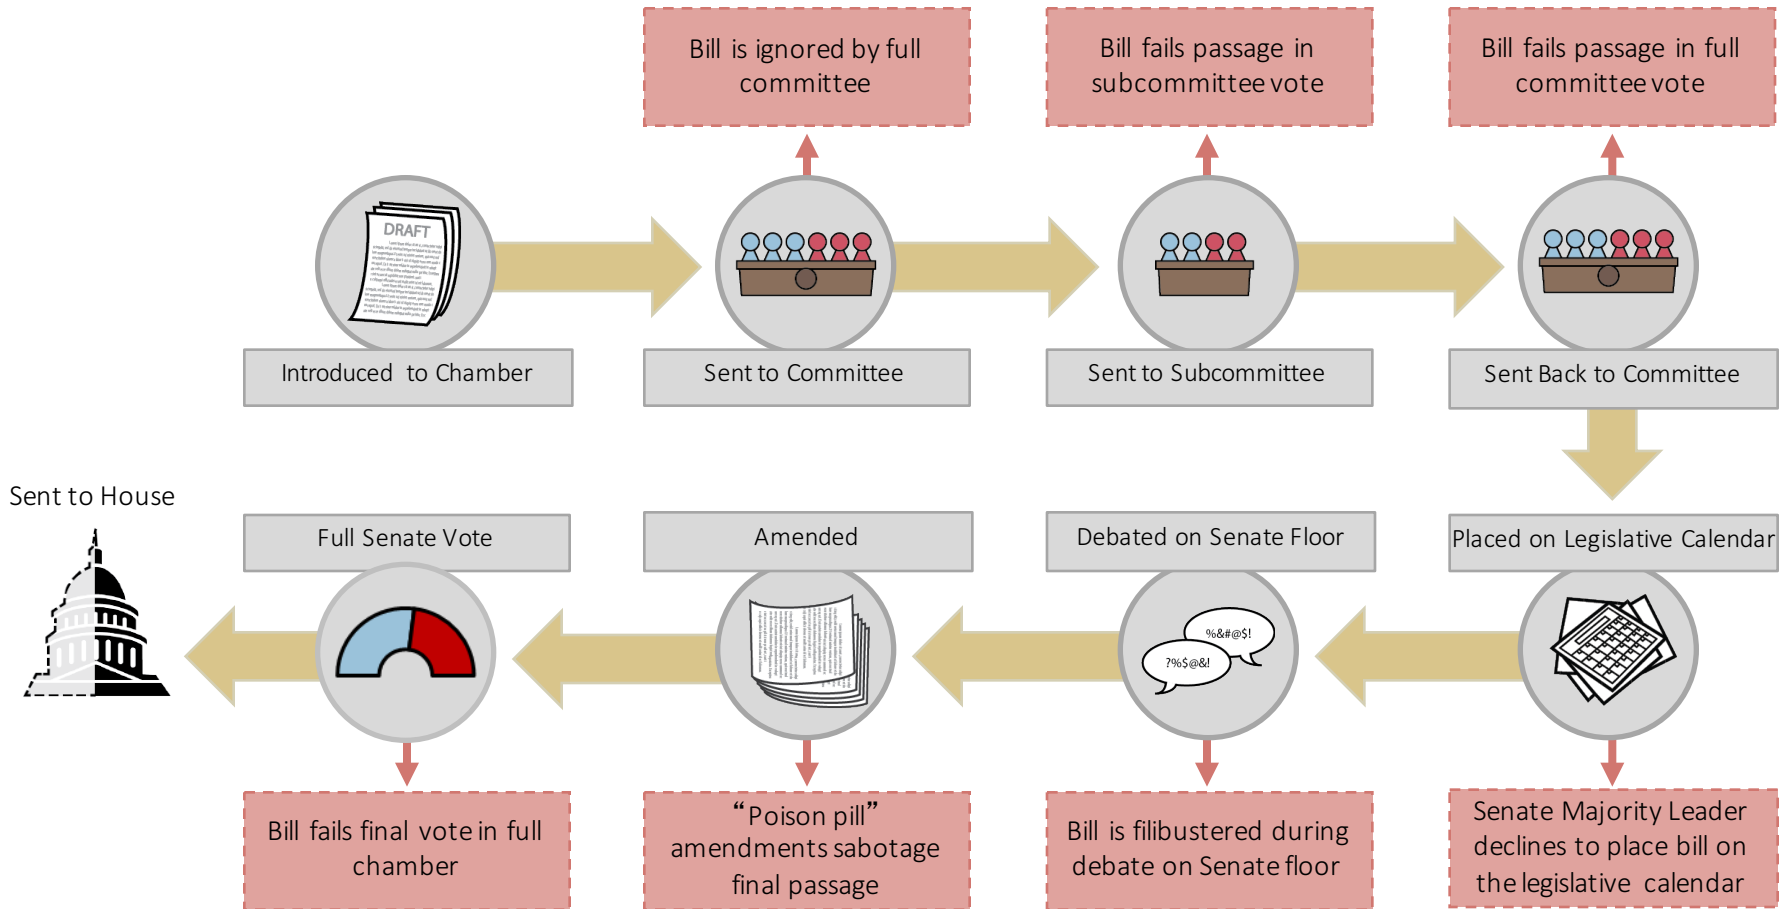 Bill is ignored by full
committee
Bill fails passage in
subcommittee vote
Bill fails passage in full
committee vote
DRAFT
Introduced to Chamber
Sent to Committee
Sent to Subcommittee
Sent Back to Committee
Sent to House
Full Senate Vote
Amended
Debated on Senate Floor
Placed on Legislative Calendar
%&#@$!
?%$@&!
Bill fails final vote in full
chamber
“Poison pill”
amendments sabotage
final passage
Bill is filibustered during
debate on Senate floor
Senate Majority Leader
declines to place bill on
the legislative calendar